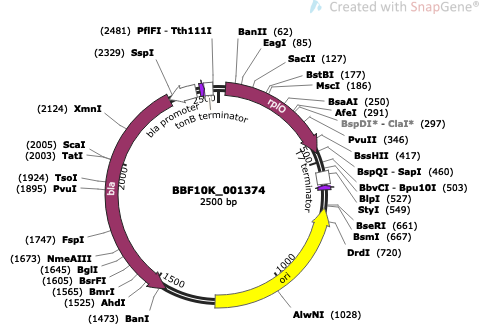 Created with SnapGene®
(2481) PflFI - Tth111I
(2329) SspI
(2124) XmnI
(2005) ScaI
(2003) TatI
(1924) TsoI
(1895) PvuI
(1747) FspI
(1673) NmeAIII
(1645) BglI
(1605) BsrFI
(1565) BmrI
(1525) AhdI
(1473) BanI
BanII (62)
EagI (85)
SacII (127)
BstBI (177)
MscI (186)
BsaAI (250)
AfeI (291)
BspDI* - ClaI* (297)
PvuII (346)
BssHII (417)
BspQI - SapI (460)
BbvCI - Bpu10I (503)
BlpI (527)
StyI (549)
BseRI (661)
BsmI (667)
DrdI (720)
AlwNI (1028)
bla promoter
tonB terminator
2500
rplO
500
T7 terminator
bla
2000
1500
1000
ori
BBF10K_001374
2500 bp